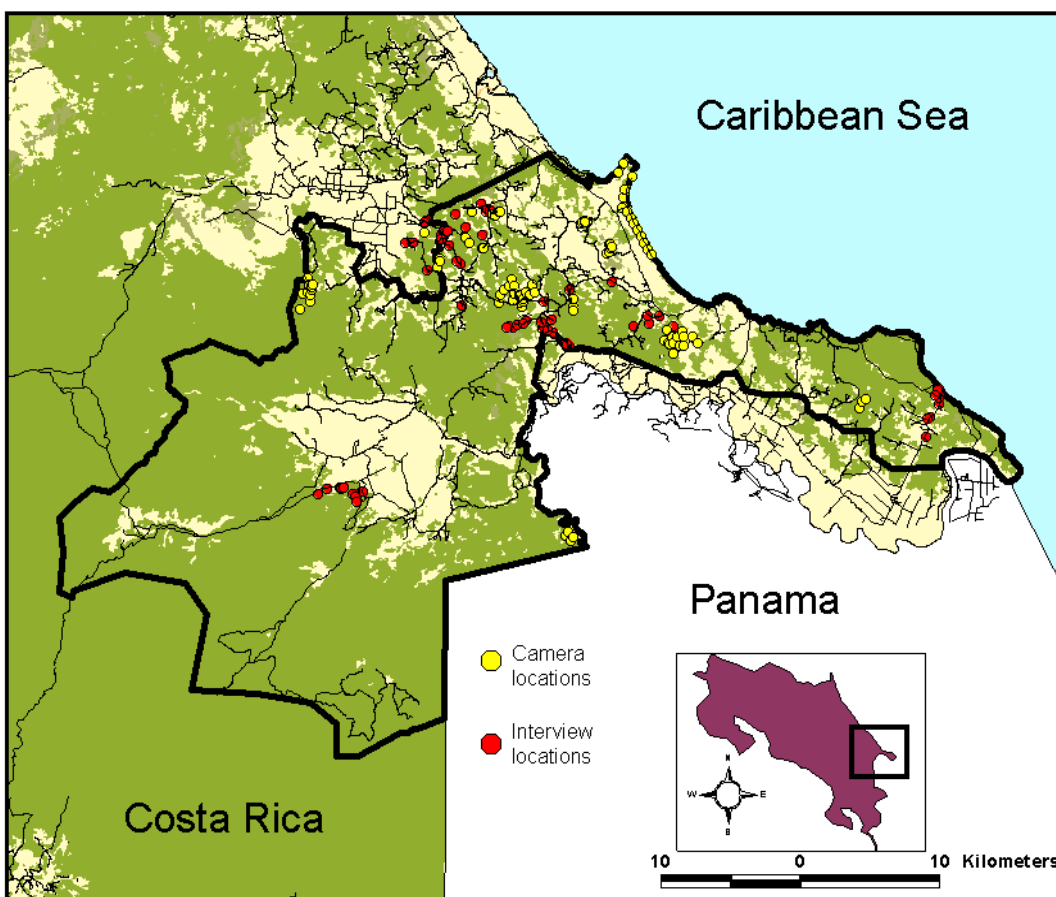 Caribbean Sea
Panama
Camera
locations
Interview
locations
Costa Rica
N
W E
S
10 0 10 Kilometers